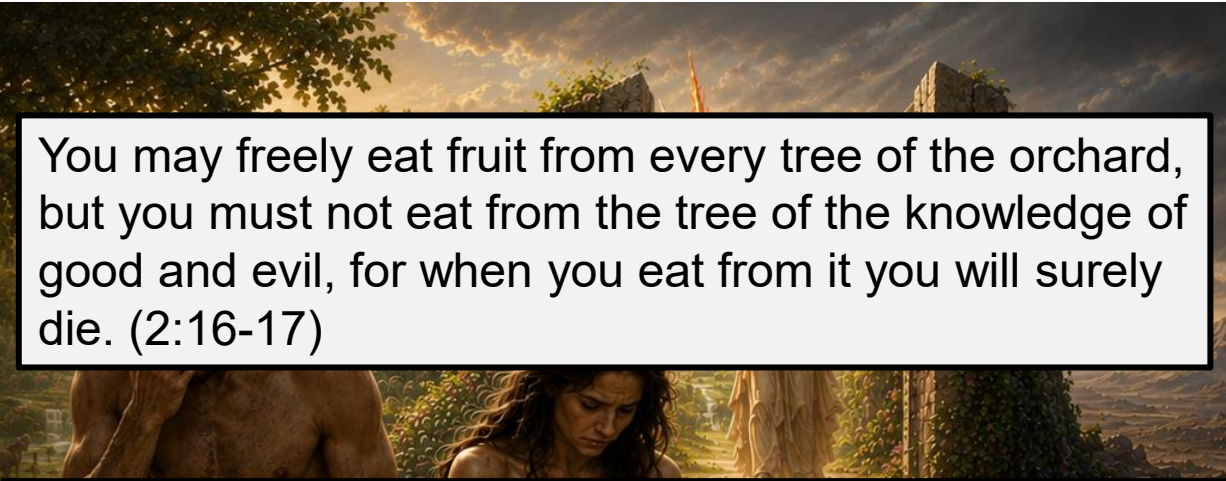 You may freely eat fruit from every tree of the orchard,
but you must not eat from the tree of the knowledge of
good and evil, for when you eat from it you will surely
die. (2:16-17)